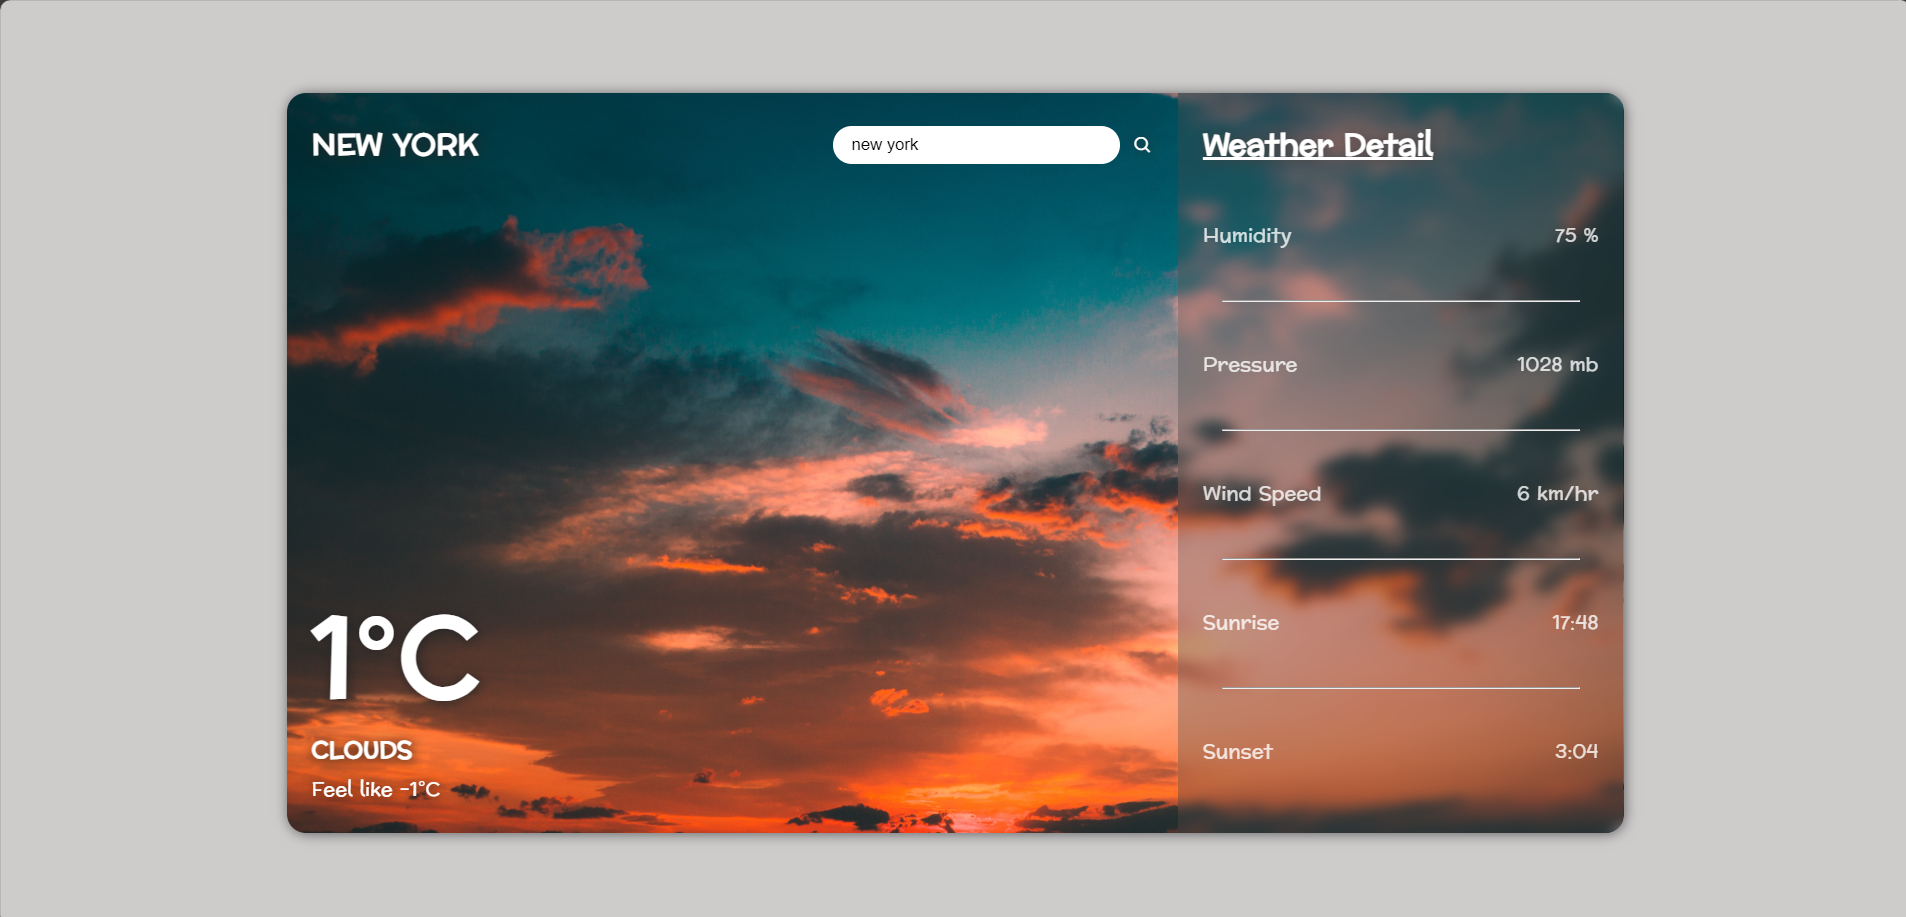 NEW YORK
new york
1°C
CLOUDS
Feel like -1°C
Weather Detail
Humidity 75 %
Pressure 1028 mb
Wind Speed 6 km/hr
Sunrise 17:48
Sunset 3:04